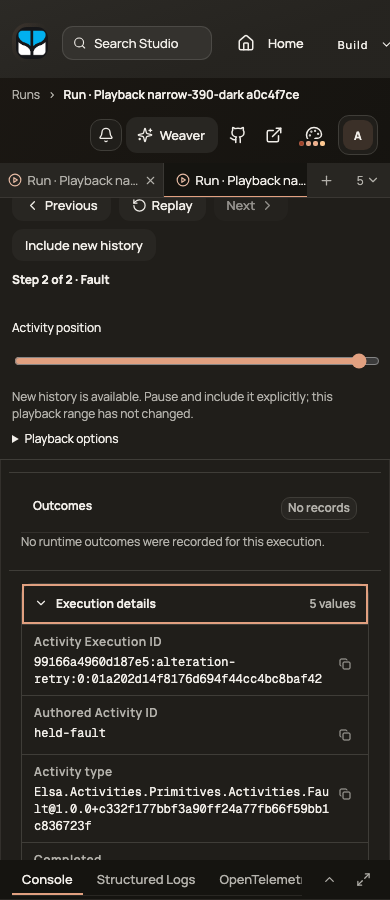 Search Studio
Home
Build
Runs › Run · Playback narrow-390-dark a0c4f7ce
Weaver
A
Run · Playback na...
Run · Playback na...
5
Previous
Replay
Next
Include new history
Step 2 of 2 · Fault
Activity position
New history is available. Pause and include it explicitly; this
playback range has not changed.
Playback options
Outcomes
No records
No runtime outcomes were recorded for this execution.
Execution details
5 values
Activity Execution ID
99166a4960d187e5:alteration-
retry:0:01a202d14f8176d694f44cc4bc8baf42
Authored Activity ID
held-fault
Activity type
Elsa.Activities.Primitives.Activities.Fau
lt@1.0.0+c332f177bbf3a90ff24a77fb66f59bb1
c836723f
Completed
Console
Structured Logs
OpenTelemet